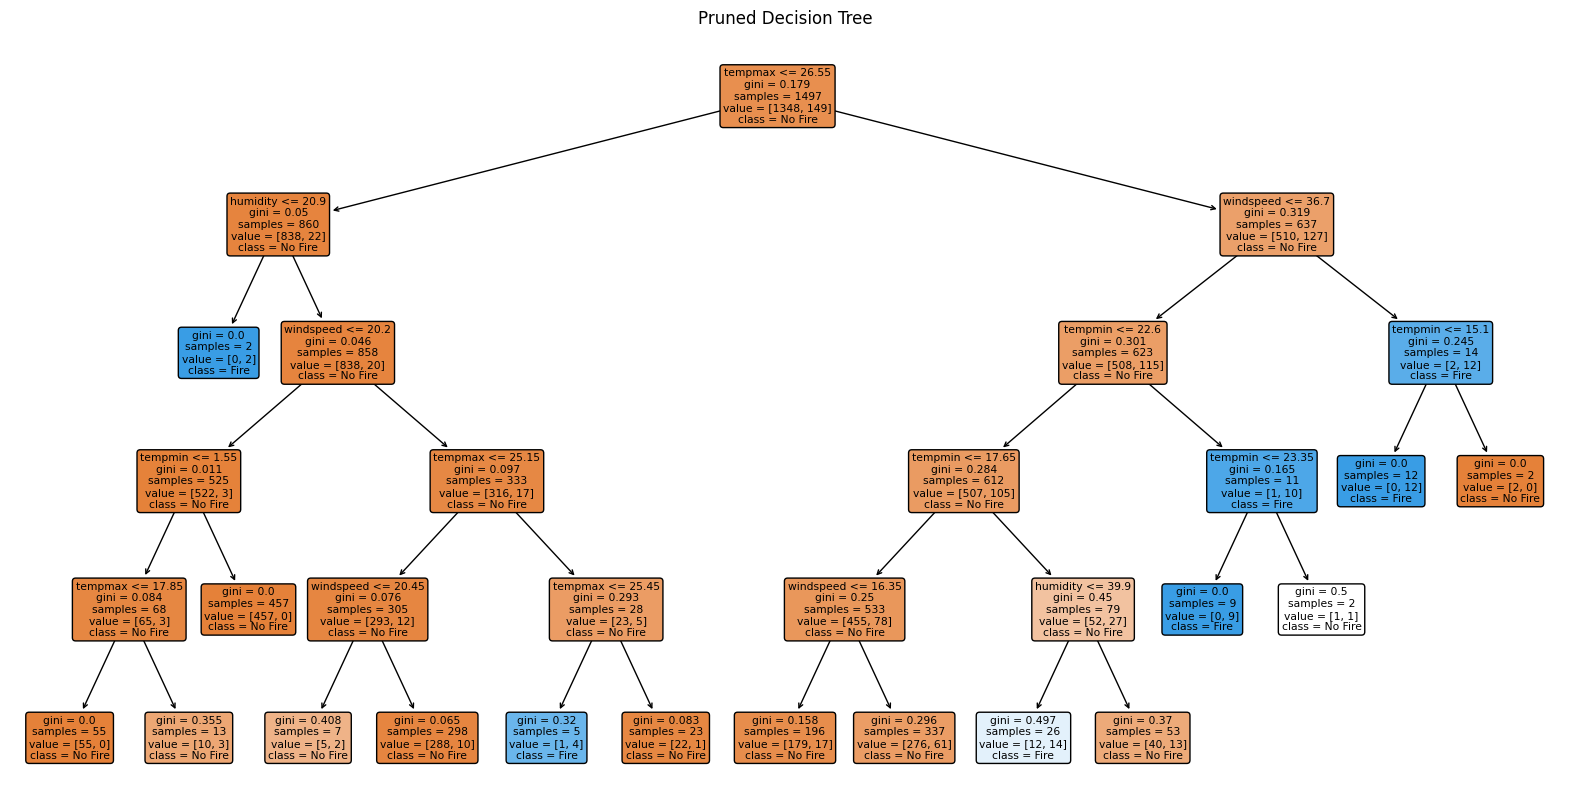 Pruned Decision Tree
tempmax <= 26.55
gini = 0.179
samples = 1497
value = [1348, 149]
class = No Fire
humidity <= 20.9
gini = 0.05
samples = 860
value = [838, 22]
class = No Fire
windspeed <= 36.7
gini = 0.319
samples = 637
value = [510, 127]
class = No Fire
gini = 0.0
samples = 2
value = [0, 2]
class = Fire
windspeed <= 20.2
gini = 0.046
samples = 858
value = [838, 20]
class = No Fire
tempmin <= 22.6
gini = 0.301
samples = 623
value = [508, 115]
class = No Fire
tempmin <= 15.1
gini = 0.245
samples = 14
value = [2, 12]
class = Fire
tempmin <= 1.55
gini = 0.011
samples = 525
value = [522, 3]
class = No Fire
tempmax <= 25.15
gini = 0.097
samples = 333
value = [316, 17]
class = No Fire
tempmin <= 17.65
gini = 0.284
samples = 612
value = [507, 105]
class = No Fire
tempmin <= 23.35
gini = 0.165
samples = 11
value = [1, 10]
class = Fire
gini = 0.0
samples = 12
value = [0, 12]
class = Fire
gini = 0.0
samples = 2
value = [2, 0]
class = No Fire
tempmax <= 17.85
gini = 0.084
samples = 68
value = [65, 3]
class = No Fire
gini = 0.0
samples = 457
value = [457, 0]
class = No Fire
windspeed <= 20.45
gini = 0.076
samples = 305
value = [293, 12]
class = No Fire
tempmax <= 25.45
gini = 0.293
samples = 28
value = [23, 5]
class = No Fire
windspeed <= 16.35
gini = 0.25
samples = 533
value = [455, 78]
class = No Fire
humidity <= 39.9
gini = 0.45
samples = 79
value = [52, 27]
class = No Fire
gini = 0.0
samples = 9
value = [0, 9]
class = Fire
gini = 0.5
samples = 2
value = [1, 1]
class = No Fire
gini = 0.0
samples = 55
value = [55, 0]
class = No Fire
gini = 0.355
samples = 13
value = [10, 3]
class = No Fire
gini = 0.408
samples = 7
value = [5, 2]
class = No Fire
gini = 0.065
samples = 298
value = [288, 10]
class = No Fire
gini = 0.32
samples = 5
value = [1, 4]
class = Fire
gini = 0.083
samples = 23
value = [22, 1]
class = No Fire
gini = 0.158
samples = 196
value = [179, 17]
class = No Fire
gini = 0.296
samples = 337
value = [276, 61]
class = No Fire
gini = 0.497
samples = 26
value = [12, 14]
class = Fire
gini = 0.37
samples = 53
value = [40, 13]
class = No Fire